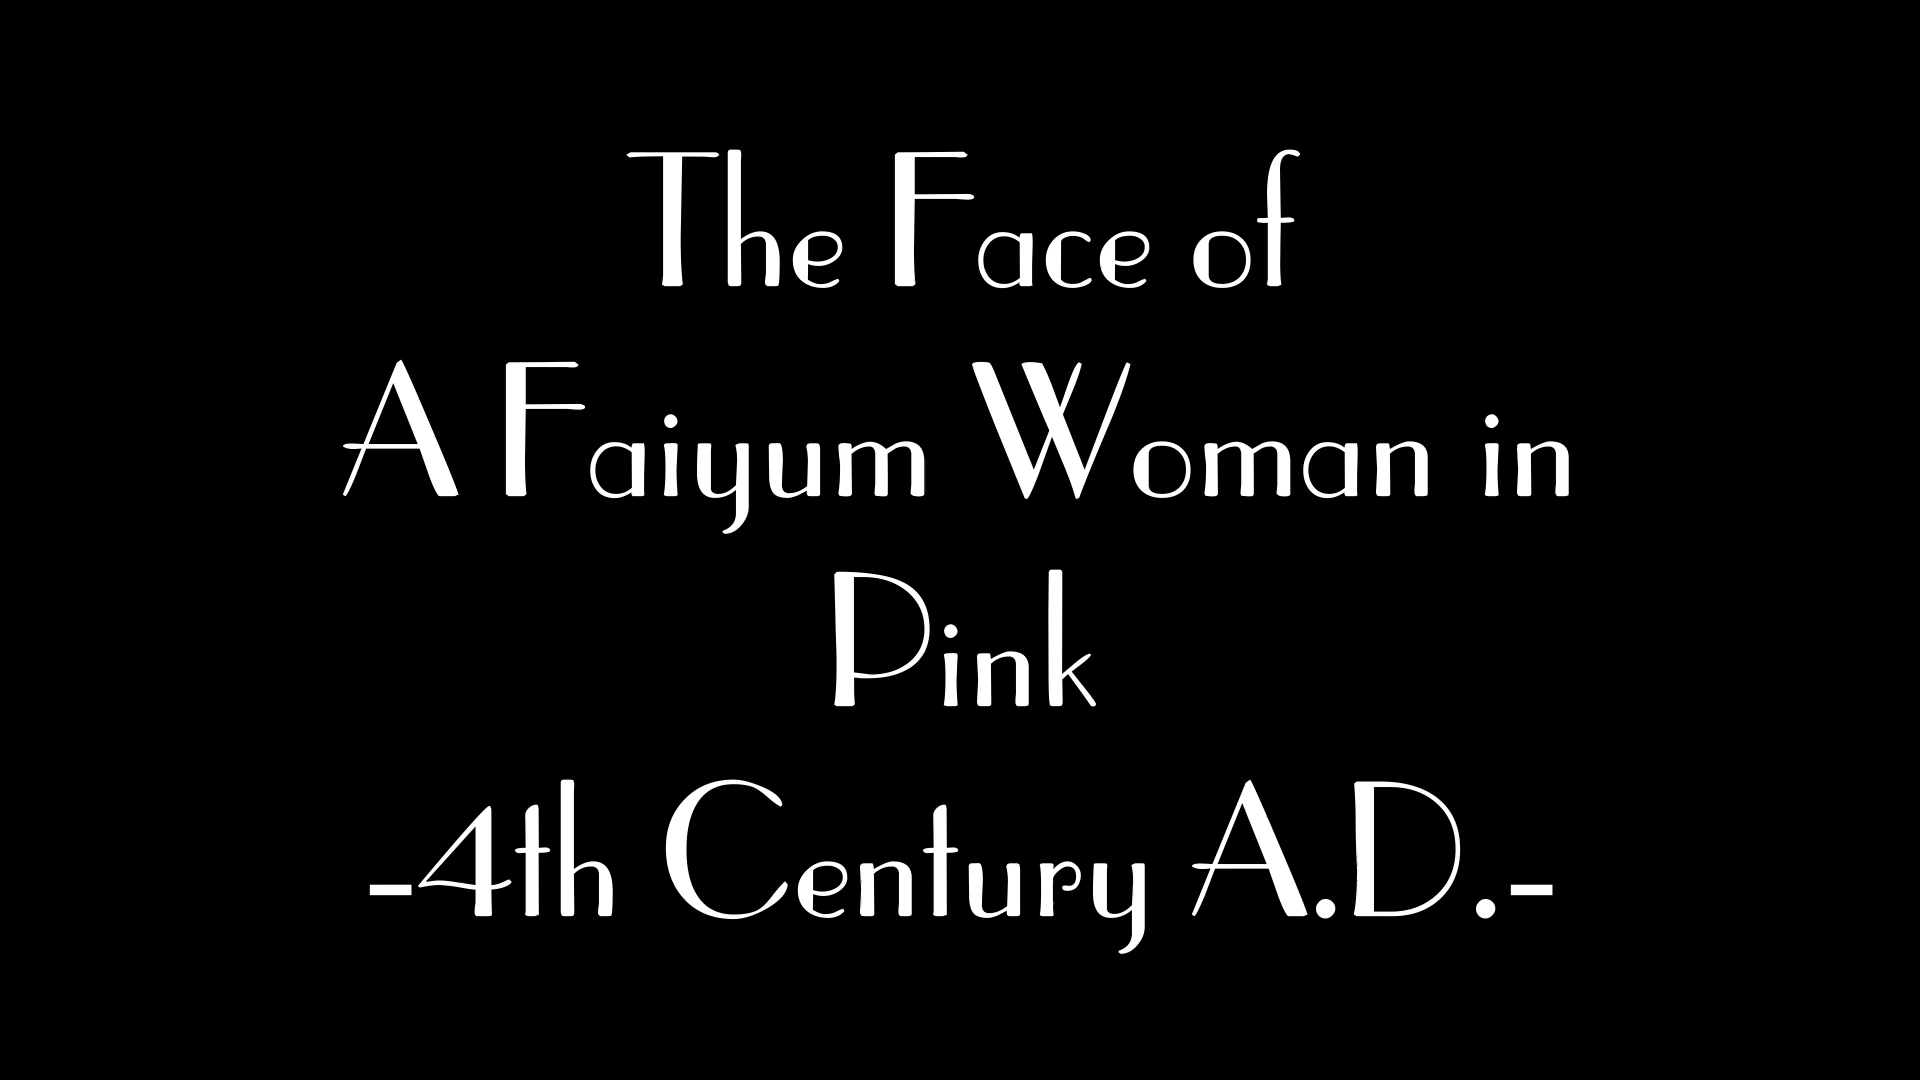 The Face of
A Faiyum Woman in
Pink
-4th Century A.D.-